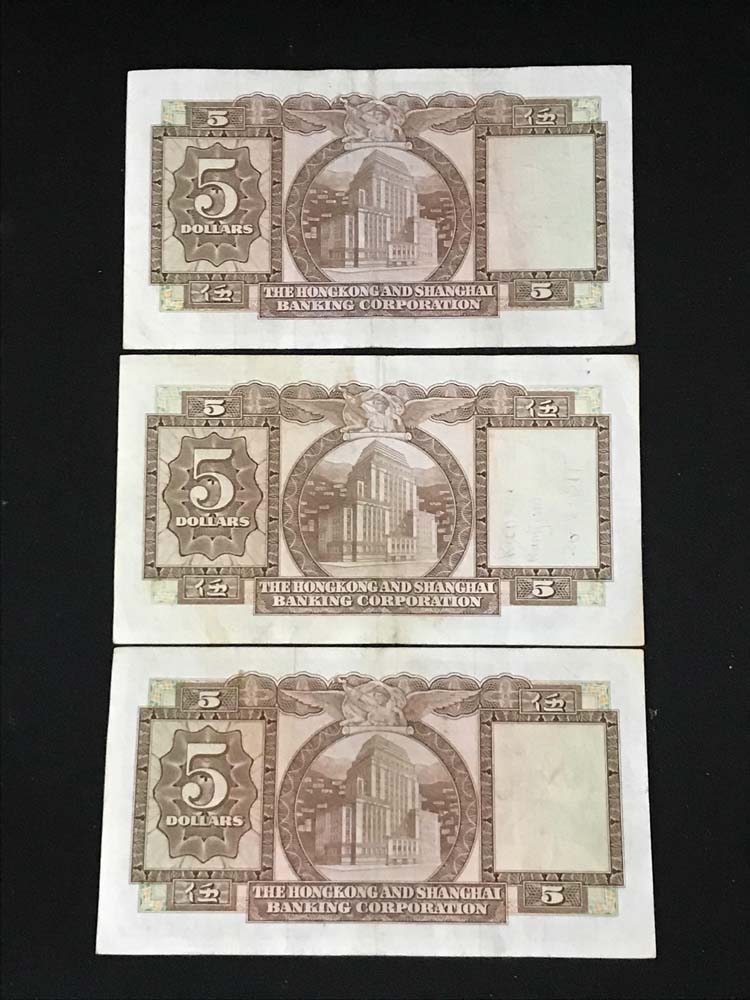 5 伍
5
DOLLARS
伍 THE HONGKONG AND SHANGHAI 5
BANKING CORPORATION
5 伍
5
DOLLARS
伍 THE HONGKONG AND SHANGHAI 5
BANKING CORPORATION
5 伍
5
DOLLARS
伍 THE HONGKONG AND SHANGHAI 5
BANKING CORPORATION